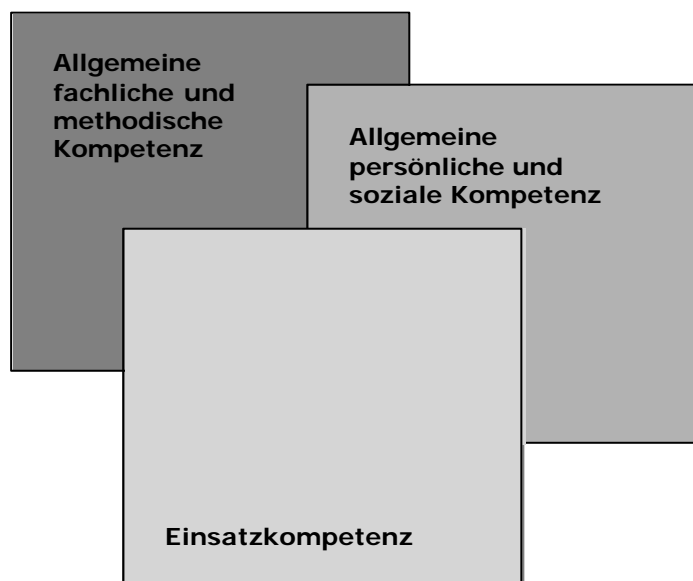 Allgemeine
fachliche und
methodische
Kompetenz
Allgemeine
persönliche und
soziale Kompetenz
Einsatzkompetenz